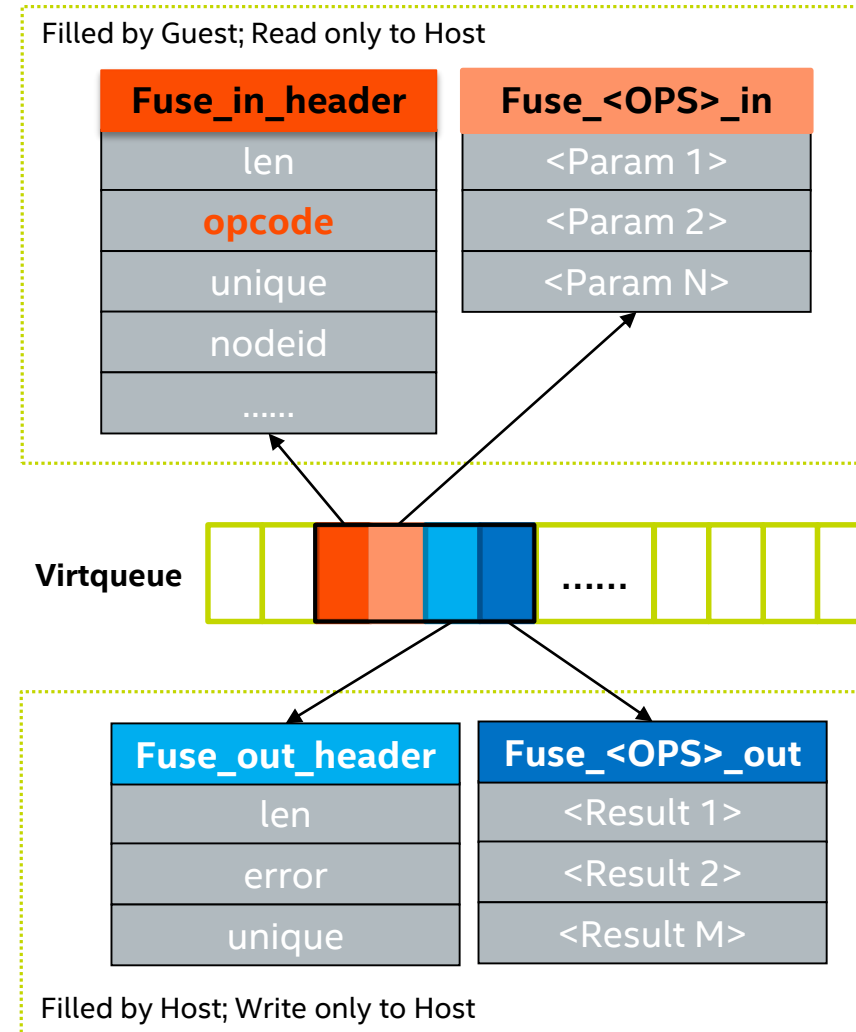 Filled by Guest; Read only to Host
Fuse_in_header
len
opcode
unique
nodeid
......
Fuse_<OPS>_in
<Param 1>
<Param 2>
<Param N>
Virtqueue
......
Fuse_out_header
len
error
unique
Fuse_<OPS>_out
<Result 1>
<Result 2>
<Result M>
Filled by Host; Write only to Host